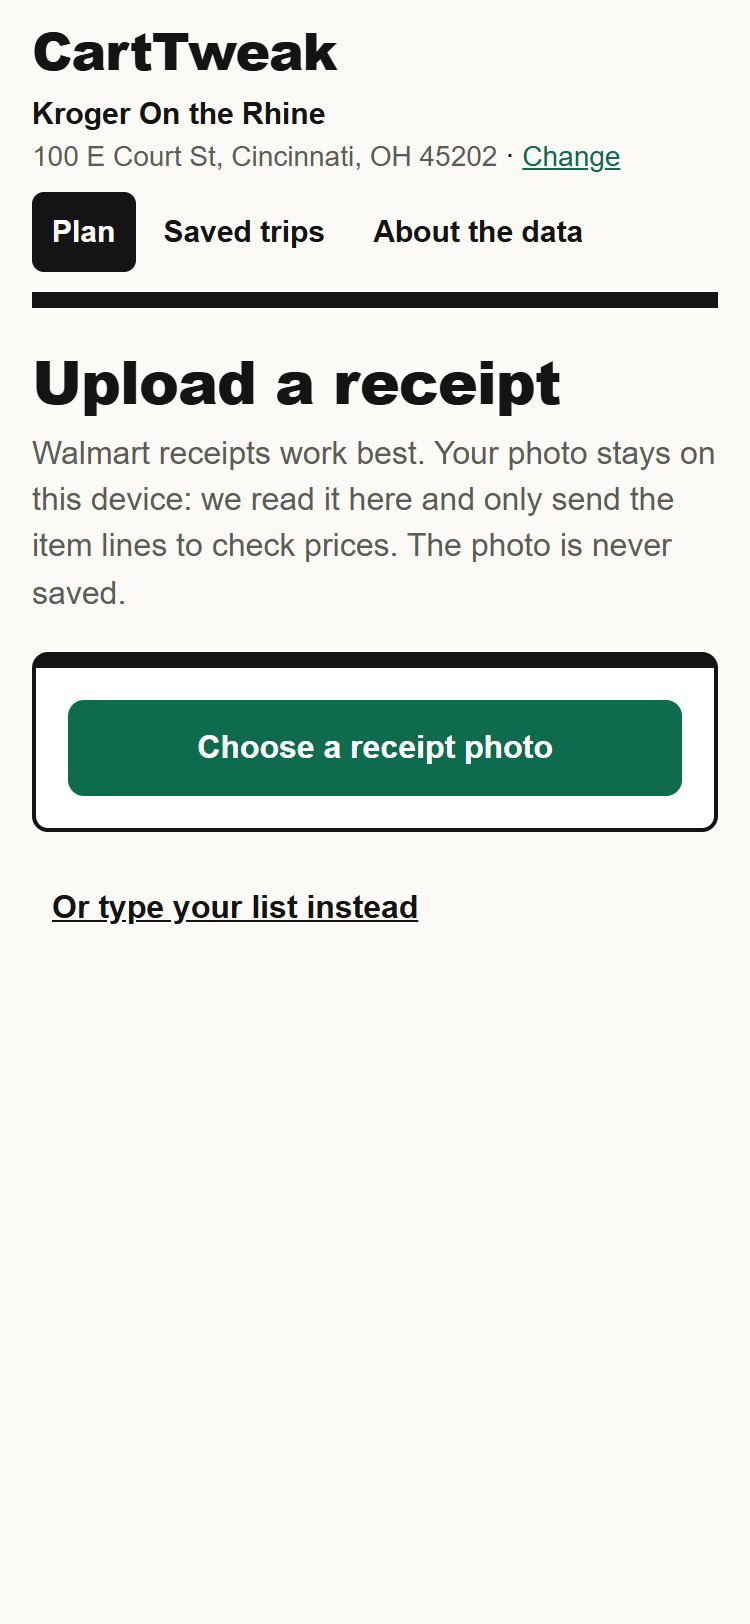 CartTweak
Kroger On the Rhine
100 E Court St, Cincinnati, OH 45202 · Change
Plan Saved trips About the data
Upload a receipt
Walmart receipts work best. Your photo stays on
this device: we read it here and only send the
item lines to check prices. The photo is never
saved.
Choose a receipt photo
Or type your list instead